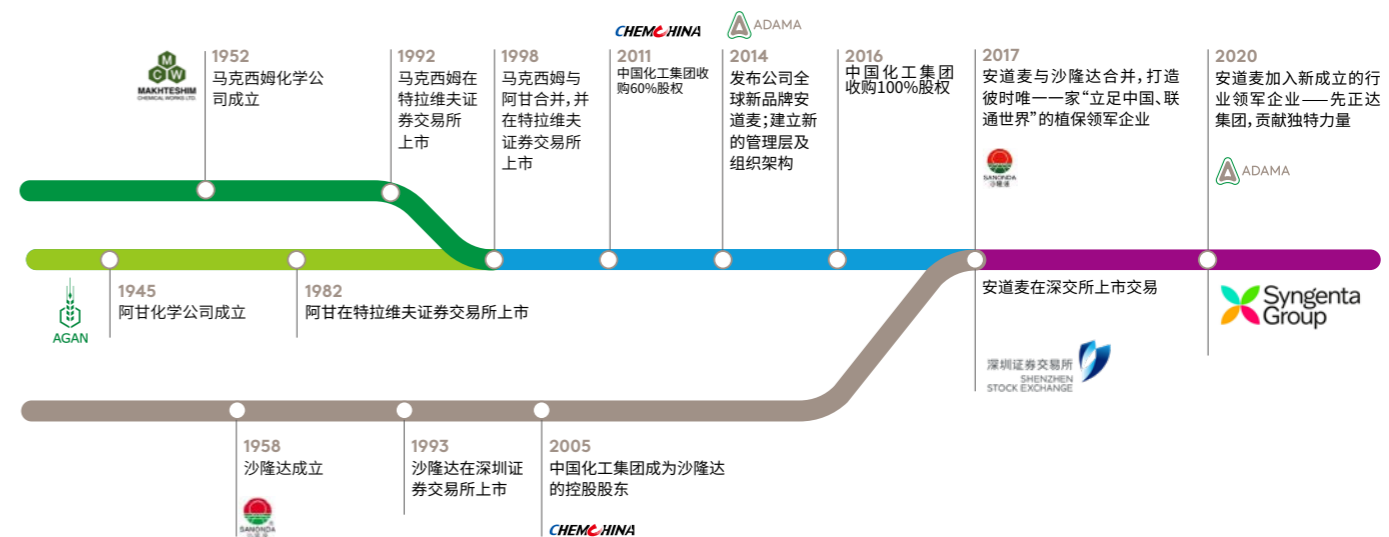 CHEMCHINA
ADAMA
MCW
MAKHTESHIM
CHEMICAL WORKS LTD.
1952
马克西姆化学公
司成立
1992
马克西姆在
特拉维夫证
券交易所
上市
1998
马克西姆与
阿甘合并,并
在特拉维夫
证券交易所
上市
2011
中国化工集团收
购60%股权
2014
发布公司全
球新品牌安
道麦;建立新
的管理层及
组织架构
2016
中国化工集团
收购100%股权
2017
安道麦与沙隆达合并,打造
彼时唯一一家“立足中国、联
通世界”的植保领军企业
SANONDA
沙隆达
2020
安道麦加入新成立的行
业领军企业——先正达
集团,贡献独特力量
ADAMA
AGAN
1945
阿甘化学公司成立
1982
阿甘在特拉维夫证券交易所上市
安道麦在深交所上市交易
深圳证券交易所
SHENZHEN
STOCK EXCHANGE
Syngenta
Group
1958
沙隆达成立
SANONDA
1993
沙隆达在深圳证
券交易所上市
2005
中国化工集团成为沙隆达
的控股股东
CHEMCHINA